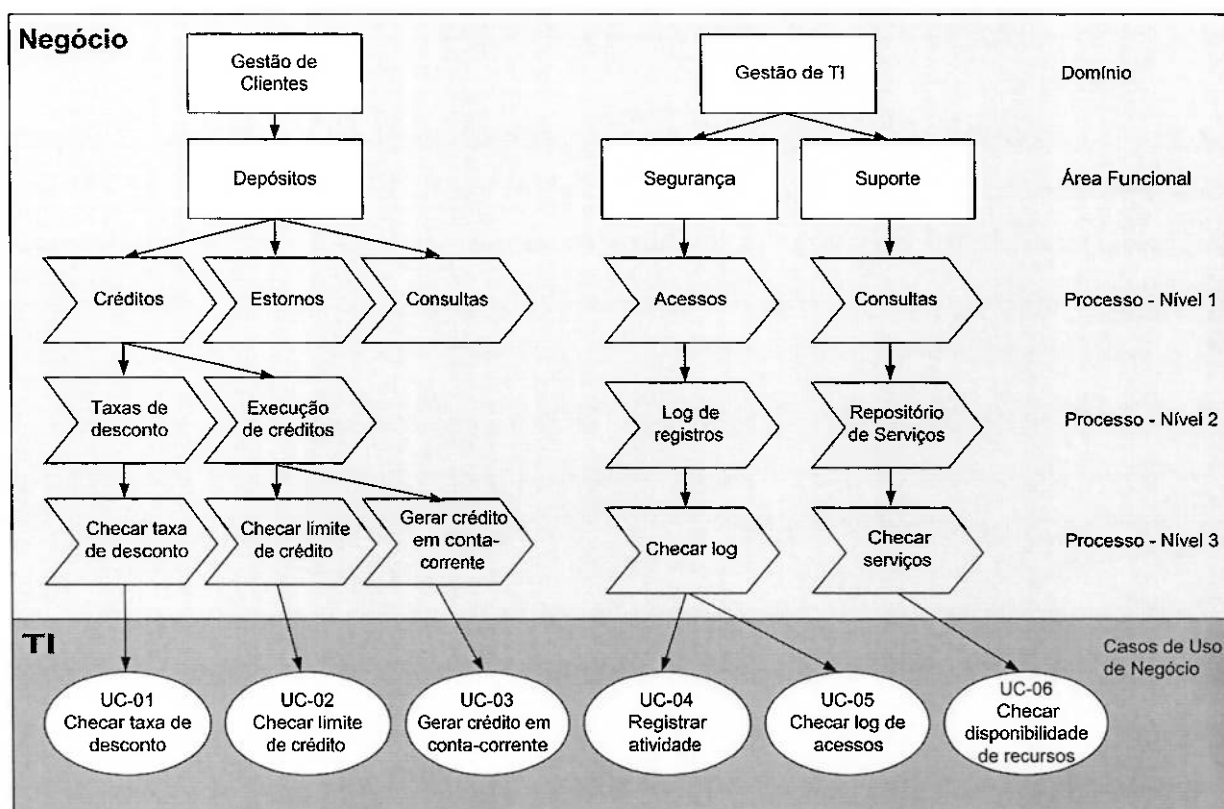 Negócio
Gestão de
Clientes
Gestão de TI
Domínio
Depósitos
Segurança
Suporte
Área Funcional
Créditos
Estornos
Consultas
Acessos
Consultas
Processo - Nível 1
Taxas de
desconto
Execução
de créditos
Log de
registros
Repositório
de Serviços
Processo - Nível 2
Checar taxa
de desconto
Checar limite
de crédito
Gerar crédito
em conta-
corrente
Checar log
Checar
serviços
Processo - Nível 3
TI
Casos de Uso
de Negócio
UC-01
Checar taxa de
desconto
UC-02
Checar limite
de crédito
UC-03
Gerar crédito em
conta-corrente
UC-04
Registrar
atividade
UC-05
Checar log de
acessos
UC-06
Checar
disponibilidade
de recursos